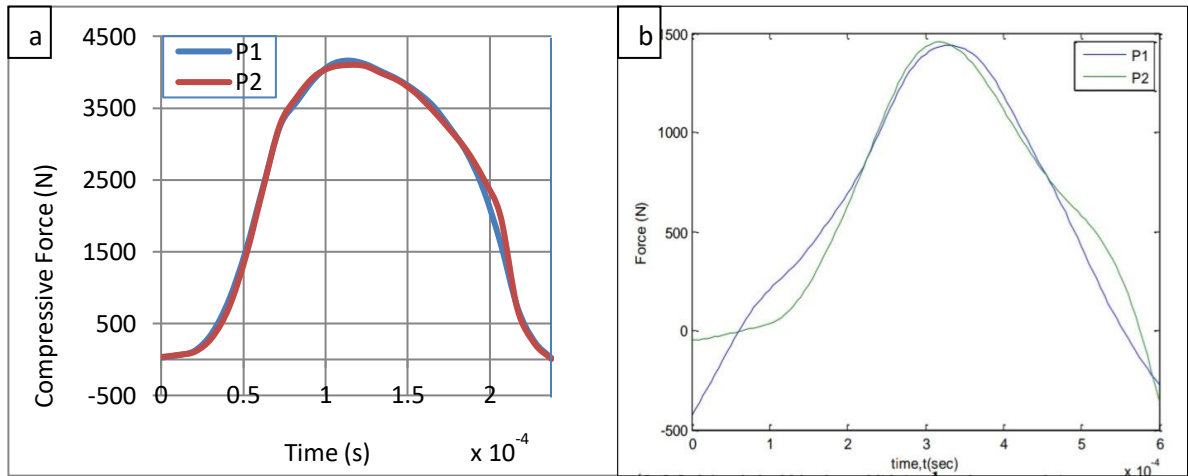 a
4500
3500
2500
1500
500
-500
Compressive Force (N)
P1
P2
0 0.5 1 1.5 2
Time (s) x 10-4
b
1500
1000
500
0
-500
Force (N)
P1
P2
0 1 2 3 4 5 6
time,t(sec)
x 10-4